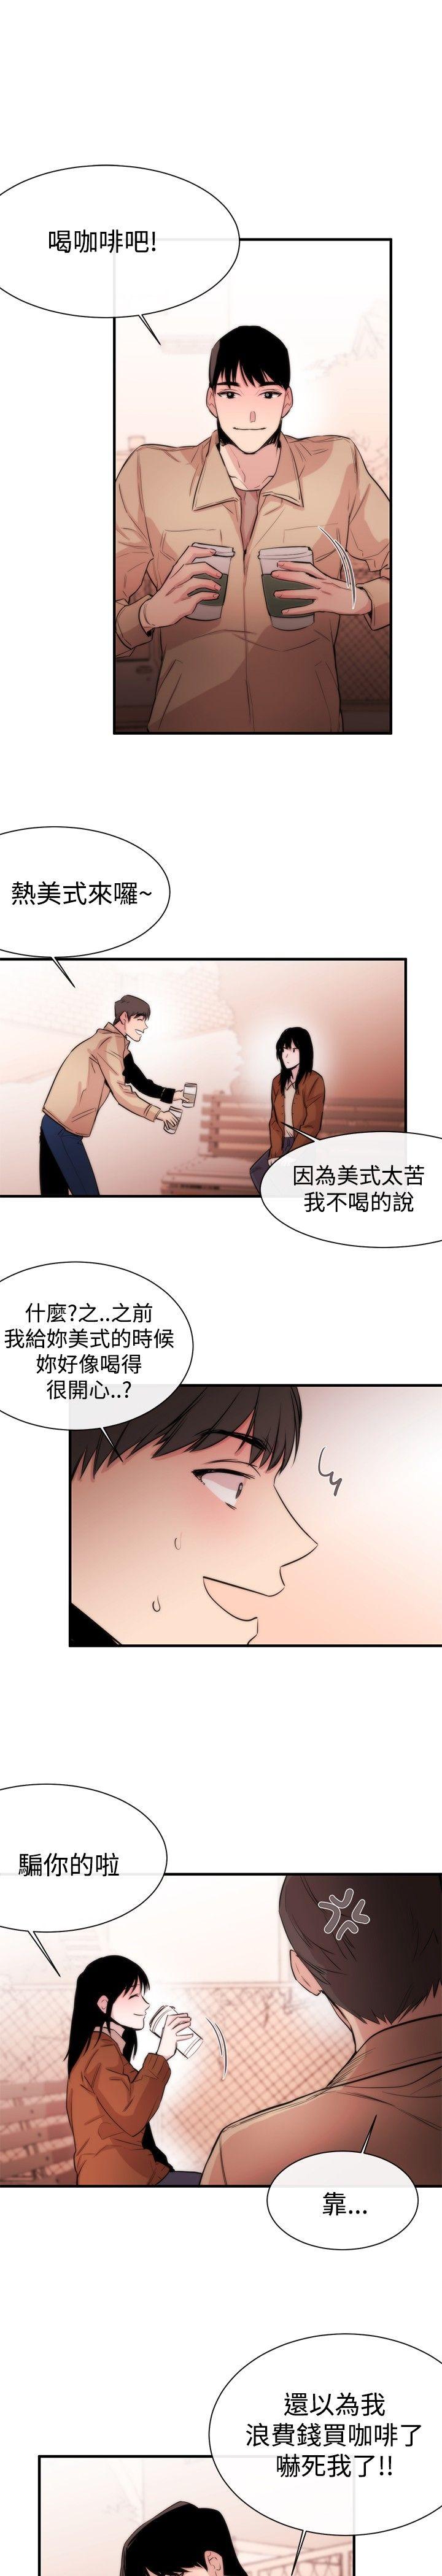 喝咖啡吧!
熱美式來囉~
因為美式太苦
我不喝的說
什麼?之..之前
我給妳美式的時候
妳好像喝得
很開心..?
騙你的啦
靠...
還以為我
浪費錢買咖啡了
嚇死我了!!